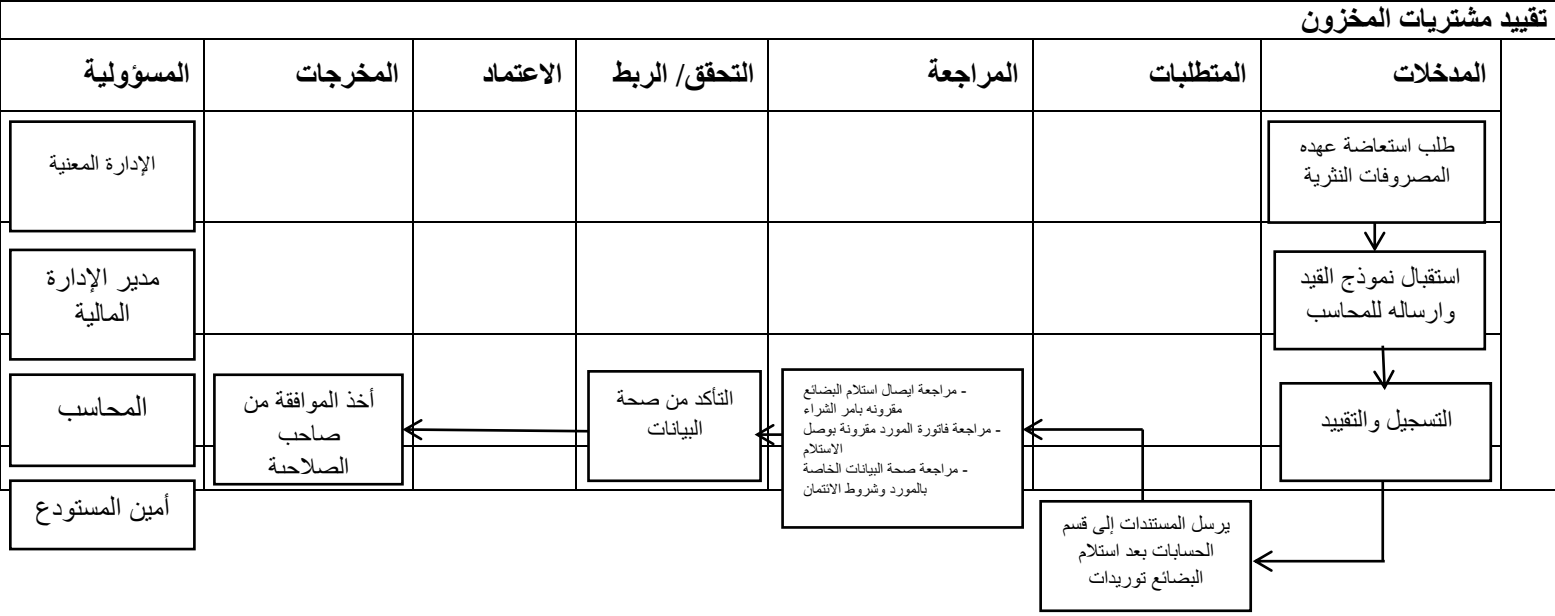 تقييد مشتريات المخزون
المدخلات
المتطلبات
المراجعة
التحقق/ الربط
الاعتماد
المخرجات
المسؤولية
طلب استعاضة عهده
المصروفات النثرية
الإدارة المعنية
استقبال نموذج القيد
وارساله للمحاسب
مدير الإدارة
المالية
التسجيل والتقييد
- مراجعة ايصال استلام البضائع
مقرونه بامر الشراء
- مراجعة فاتورة المورد مقرونة بوصل
الاستلام
- مراجعة صحة البيانات الخاصة
بالمورد وشروط الائتمان
التأكد من صحة
البيانات
أخذ الموافقة من
صاحب
الصلاحية
المحاسب
يرسل المستندات إلى قسم
الحسابات بعد استلام
البضائع توريدات
أمين المستودع